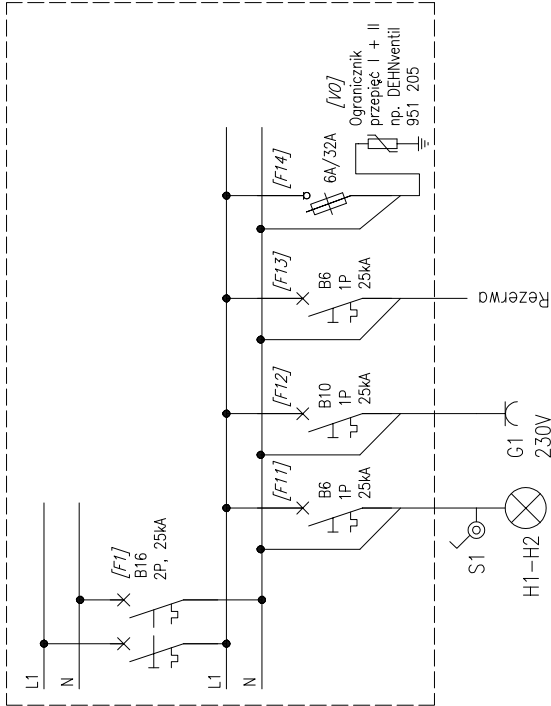 L1
N
[F1]
B16
2P, 25kA
L1
N
[F11]
B6
1P
25kA
[F12]
B10
1P
25kA
[F13]
B6
1P
25kA
[F14]
6A/32A
[VO]
Ogranicznik
przepięć I + II
np. DEHNventil
951 205
S1
H1-H2
G1
230V
Rezerwa